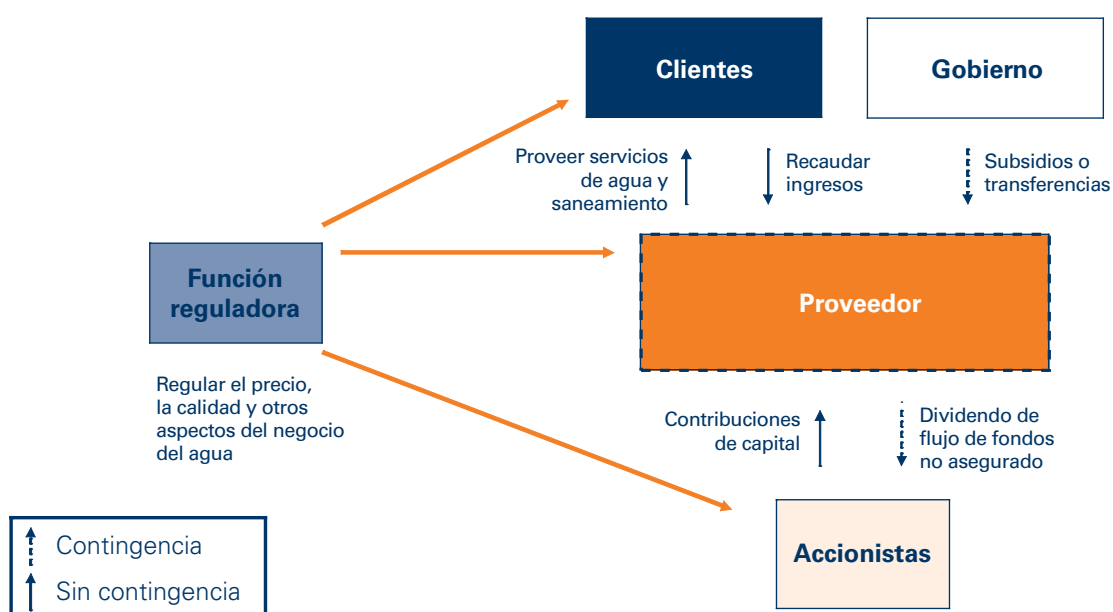 Clientes
Gobierno
Proveer servicios
de agua y
saneamiento
Recaudar
ingresos
Subsidios o
transferencias
Función
reguladora
Proveedor
Regular el precio,
la calidad y otros
aspectos del negocio
del agua
Contribuciones
de capital
Dividendo de
flujo de fondos
no asegurado
Accionistas
Contingencia
Sin contingencia